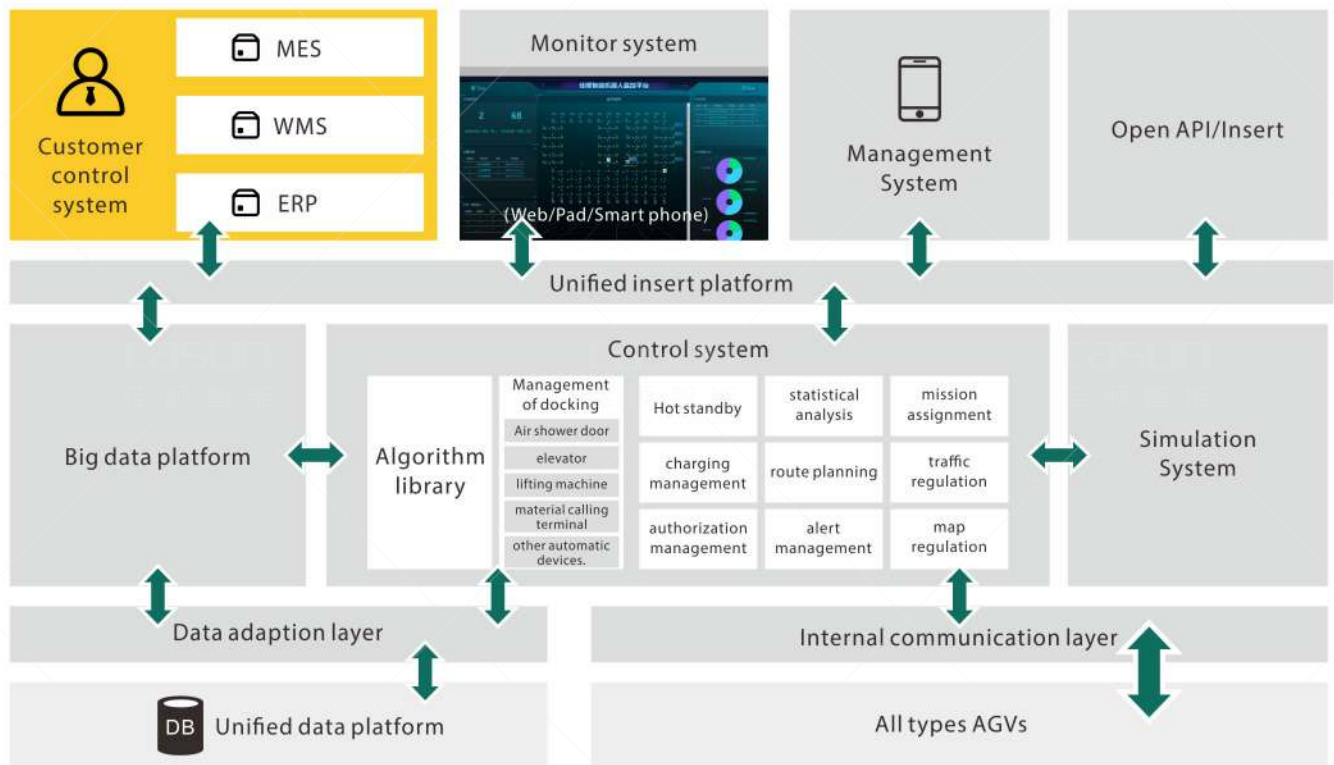 Customer
control
system
MES
WMS
ERP
Monitor system
2
68
(Web/Pad/Smart phone)
Management
System
Open API/Insert
Unified insert platform
Big data platform
Control system
Algorithm
library
Management
of docking
Air shower door
elevator
lifting machine
material calling
terminal
other automatic
devices.
Hot standby
statistical
analysis
mission
assignment
charging
management
route planning
traffic
regulation
authorization
management
alert
management
map
regulation
Simulation
System
Data adaption layer
Internal communication layer
DB
Unified data platform
All types AGVs